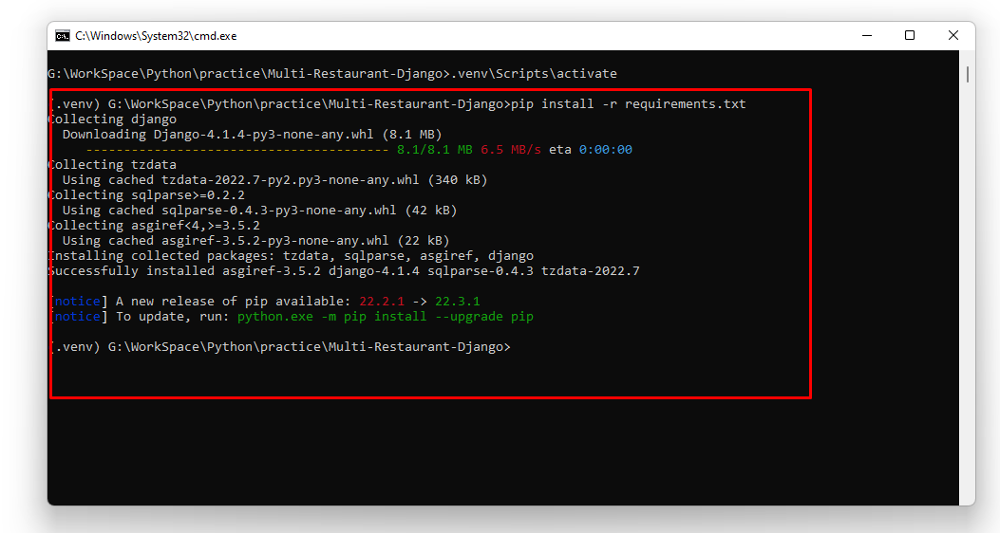 C:\Windows\System32\cmd.exe
G:\WorkSpace\Python\practice\Multi-Restaurant-Django>.venv\Scripts\activate
(.venv) G:\WorkSpace\Python\practice\Multi-Restaurant-Django>pip install -r requirements.txt
Collecting django
Downloading Django-4.1.4-py3-none-any.whl (8.1 MB)
---------------------------------------- 8.1/8.1 MB 6.5 MB/s eta 0:00:00
Collecting tzdata
Using cached tzdata-2022.7-py2.py3-none-any.whl (340 kB)
Collecting sqlparse>=0.2.2
Using cached sqlparse-0.4.3-py3-none-any.whl (42 kB)
Collecting asgiref<4,>=3.5.2
Using cached asgiref-3.5.2-py3-none-any.whl (22 kB)
Installing collected packages: tzdata, sqlparse, asgiref, django
Successfully installed asgiref-3.5.2 django-4.1.4 sqlparse-0.4.3 tzdata-2022.7
[notice] A new release of pip available: 22.2.1 -> 22.3.1
[notice] To update, run: python.exe -m pip install --upgrade pip
(.venv) G:\WorkSpace\Python\practice\Multi-Restaurant-Django>